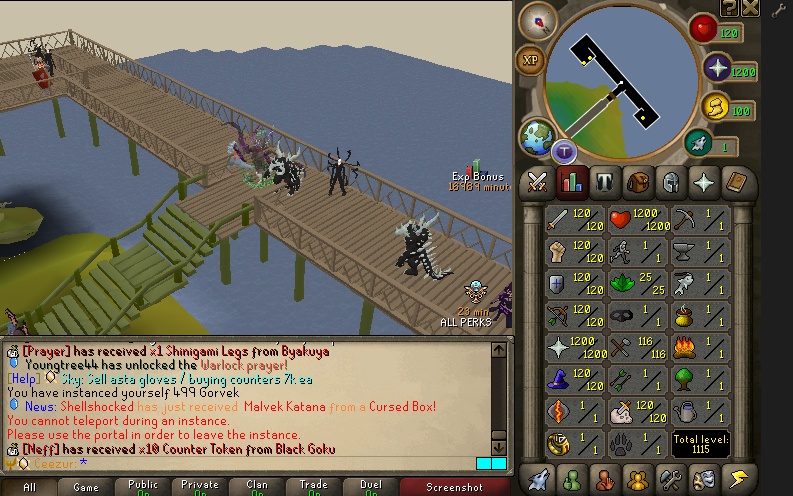 XP
120
1200
100
1
T
Exp Bonus
16989 minut
23 min
ALL PERKS
120/120 1200/1200 1/1
120/120 1/1 1/1
120/120 25/25 1/1
120/120 1/1 1/1
1200/1200 116/116 1/1
120/120 1/1 1/1
1/1 120/120 1/1
1/1 1/1 Total level: 1115
[Prayer] has received x1 Shinigami Legs from Byakuya
Youngtree44 has unlocked the Warlock prayer!
[Help] Sky: Sell asta gloves / buying counters 7k ea
You have instanced yourself 499 Gorvek
News: Shellshocked has just received Malvek Katana from a Cursed Box!
You cannot teleport during an instance.
Please use the portal in order to leave the instance.
[Neff] has received x10 Counter Token from Black Goku
Ceezur: *
All Game Public Private Clan Trade Duel Screenshot
On On On On On